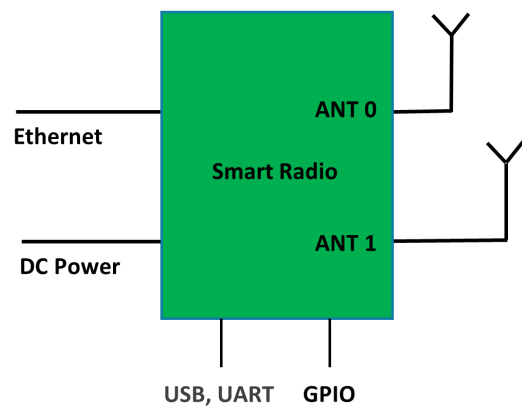 ANT 0
Ethernet
Smart Radio
ANT 1
DC Power
USB, UART
GPIO